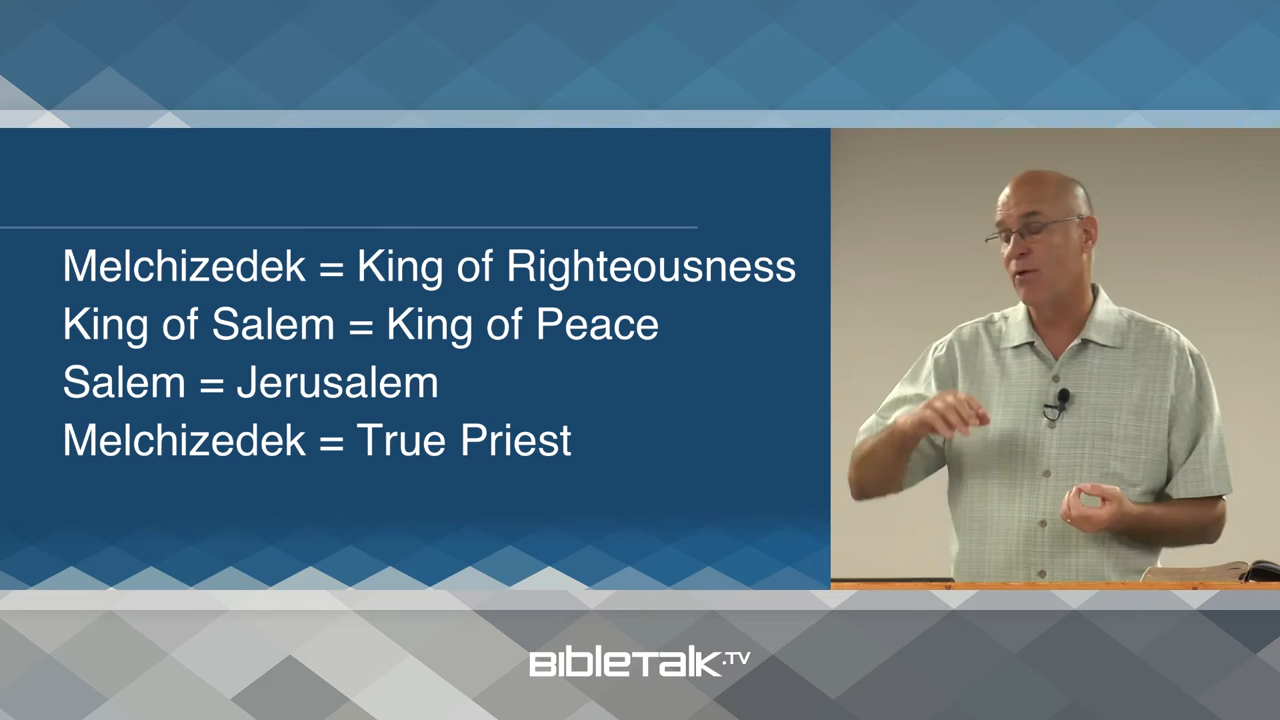 Melchizedek = King of Righteousness
King of Salem = King of Peace
Salem = Jerusalem
Melchizedek = True Priest
BIBLETALK.TV